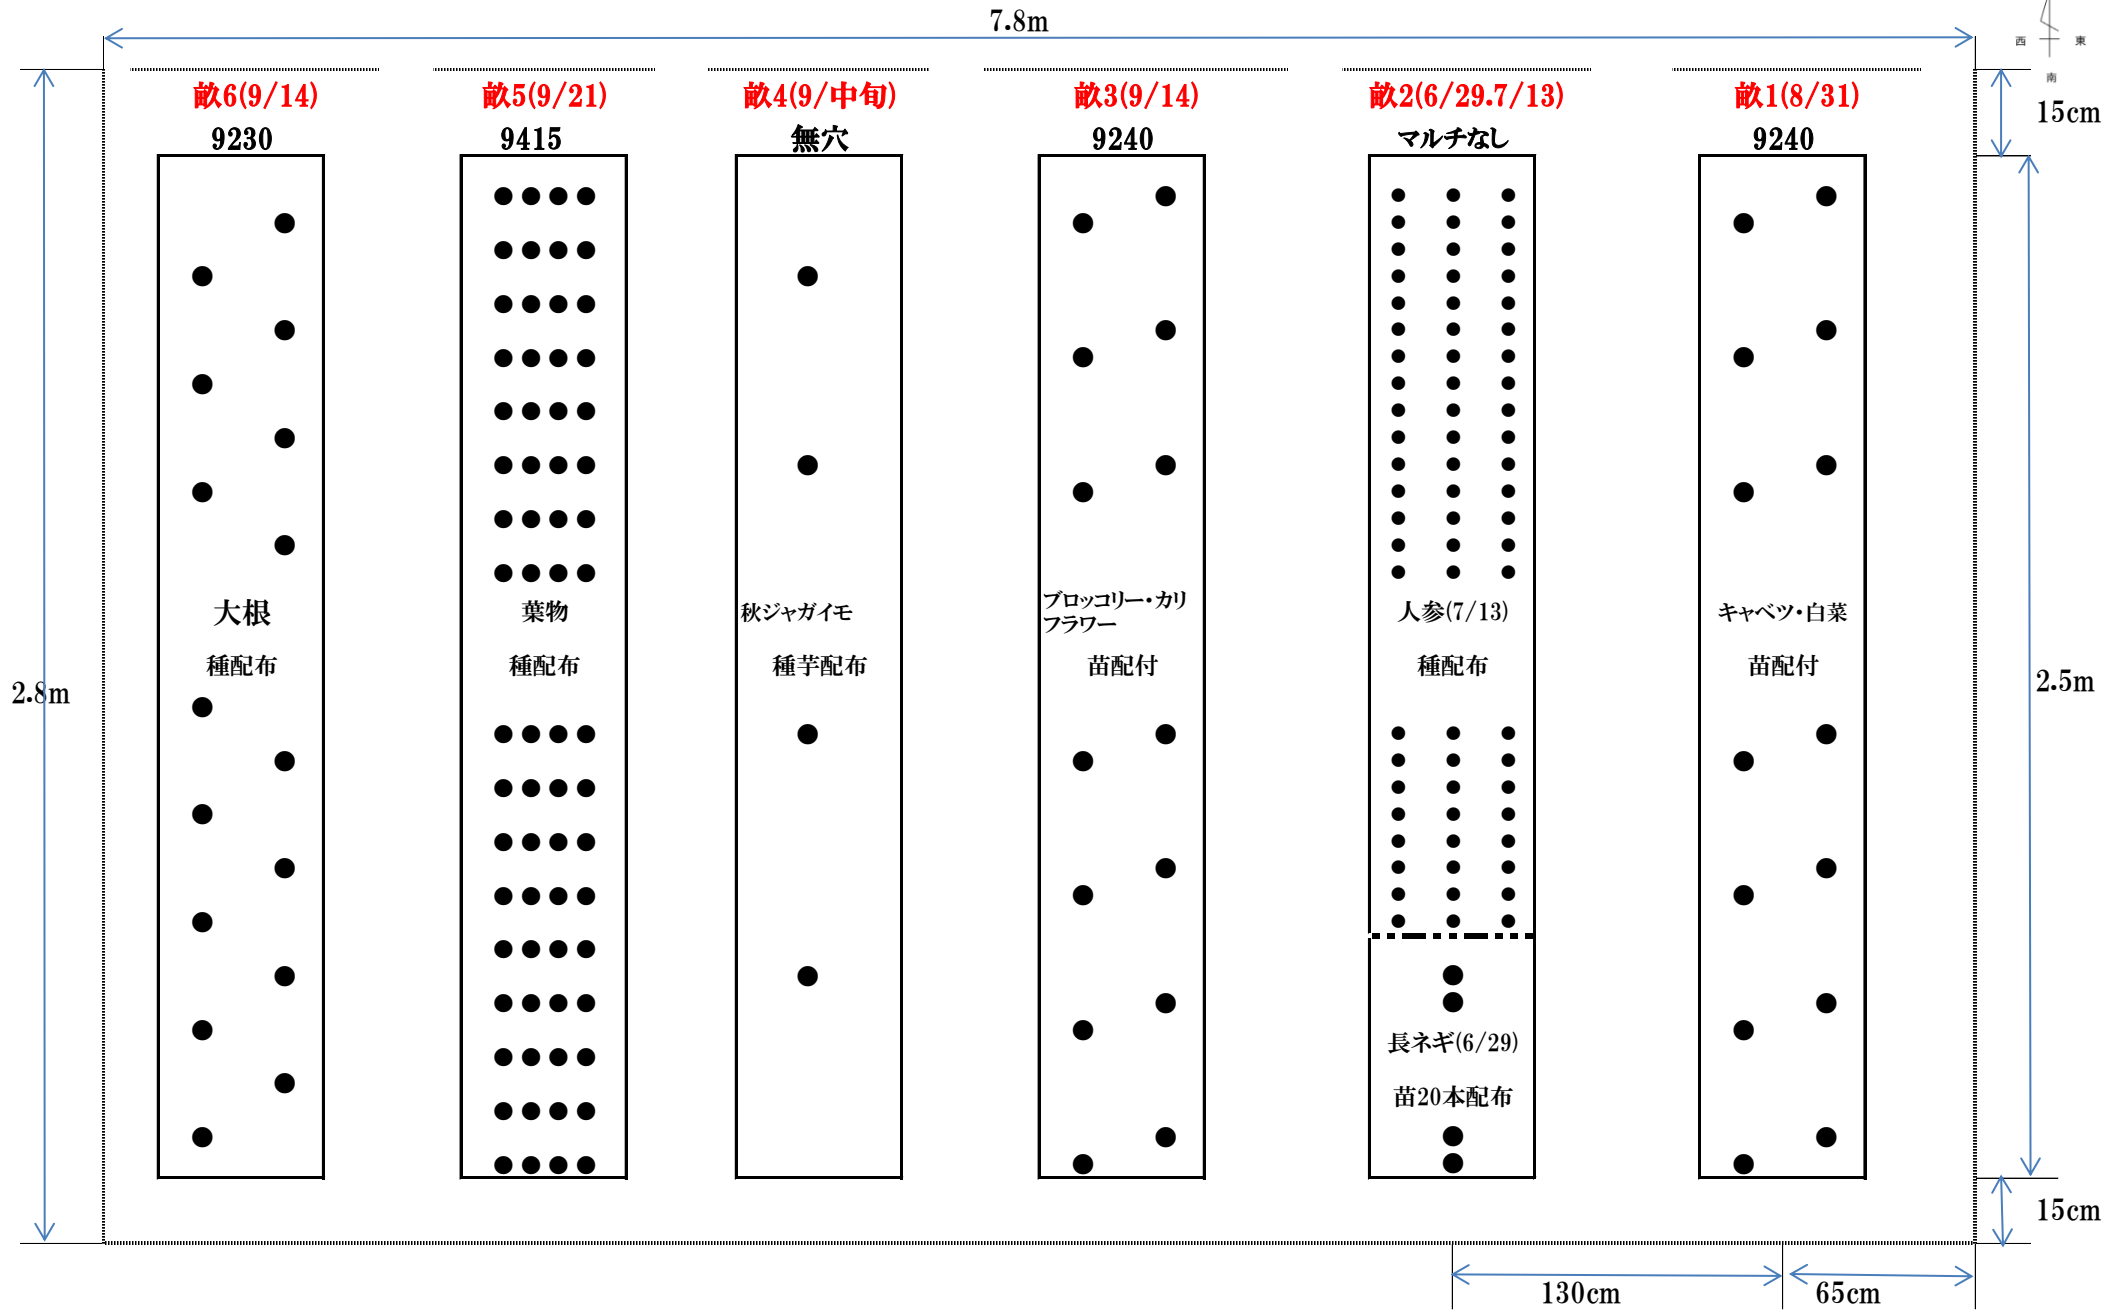 7.8m
西 東
南
畝6(9/14) 畝5(9/21) 畝4(9/中旬) 畝3(9/14) 畝2(6/29.7/13) 畝1(8/31)
15cm
9230 9415 無穴 9240 マルチなし 9240
大根 葉物 秋ジャガイモ ブロッコリー・カリ
フラワー 人参(7/13) キャベツ・白菜
種配布 種配布 種芋配布 苗配付 種配布 苗配付
2.8m 2.5m
長ネギ(6/29)
苗20本配布
15cm
130cm 65cm